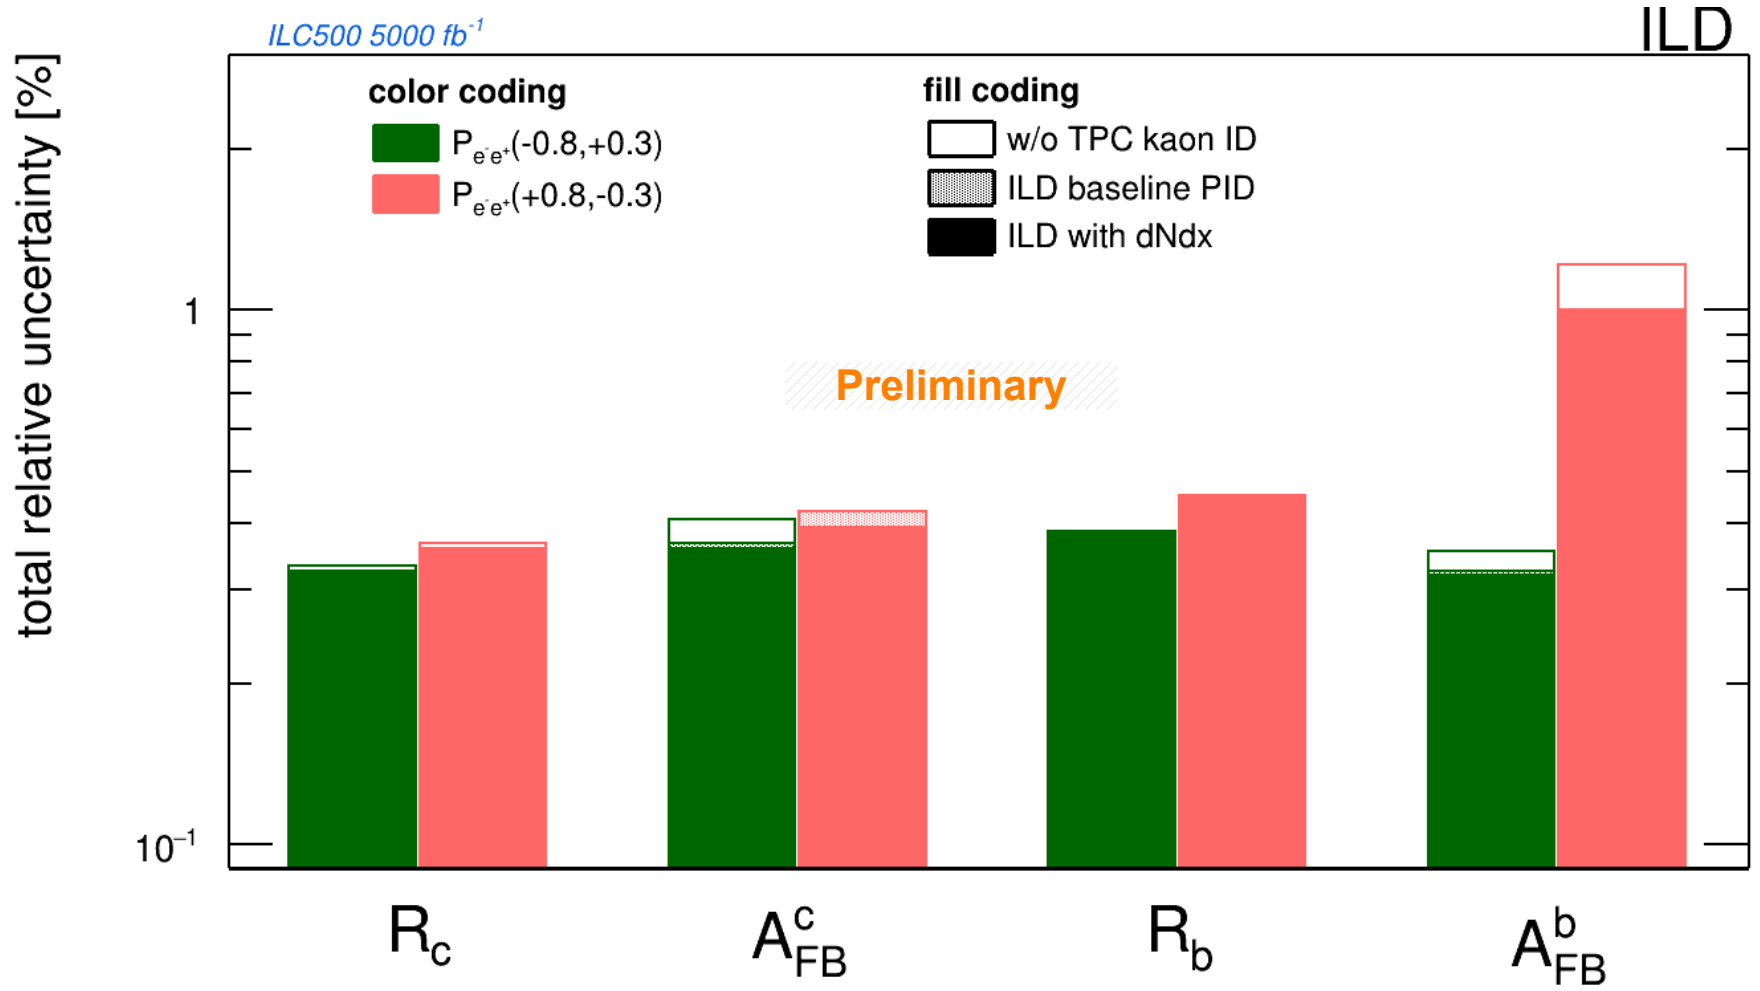 ILC500 5000 fb⁻¹
ILD
total relative uncertainty [%]
color coding
P_e⁻e⁺(-0.8,+0.3)
P_e⁻e⁺(+0.8,-0.3)
fill coding
w/o TPC kaon ID
ILD baseline PID
ILD with dNdx
1
Preliminary
10⁻¹
R_c
A^c_FB
R_b
A^b_FB